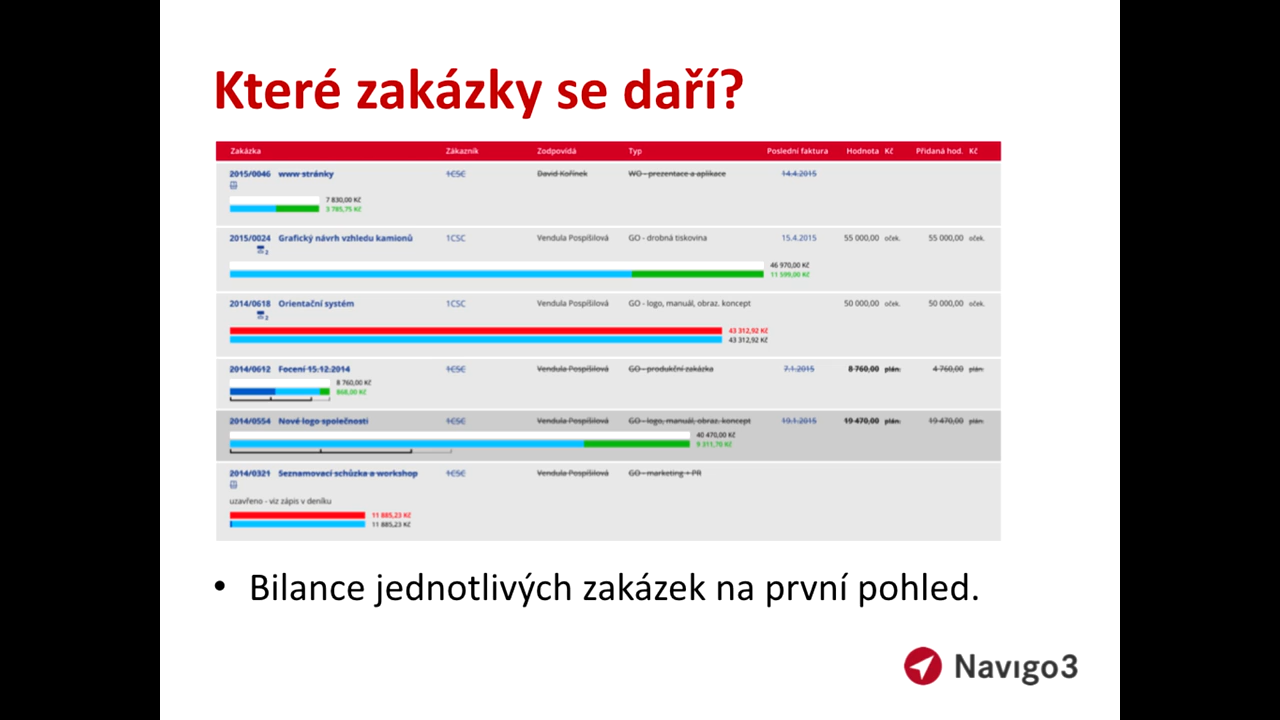 Které zakázky se daří?
Zakázka Zákazník Zodpovídá Typ Poslední faktura Hodnota Kč Přidaná hod. Kč
2015/0046 www stránky 1CSC David Kořínek WO - prezentace a aplikace 14.4.2015
7 830,00 Kč
3 785,75 Kč
2015/0024 Grafický návrh vzhledu kamionů 1CSC Vendula Pospíšilová GO - drobná tiskovina 15.4.2015 55 000,00 oček. 55 000,00 oček.
2
46 970,00 Kč
11 599,00 Kč
2014/0618 Orientační systém 1CSC Vendula Pospíšilová GO - logo, manuál, obraz. koncept 50 000,00 oček. 50 000,00 oček.
2
43 312,92 Kč
43 312,92 Kč
2014/0612 Focení 15.12.2014 1CSC Vendula Pospíšilová GO - produkční zakázka 7.1.2015 8 760,00 plán. 4 760,00 plán.
8 760,00 Kč
868,00 Kč
2014/0554 Nové logo společnosti 1CSC Vendula Pospíšilová GO - logo, manuál, obraz. koncept 19.1.2015 19 470,00 plán. 19 470,00 plán.
40 470,00 Kč
9 311,70 Kč
2014/0321 Seznamovací schůzka a workshop 1CSC Vendula Pospíšilová GO - marketing + PR
uzavřeno - viz zápis v deníku
11 885,23 Kč
11 885,23 Kč
• Bilance jednotlivých zakázek na první pohled.
Navigo3